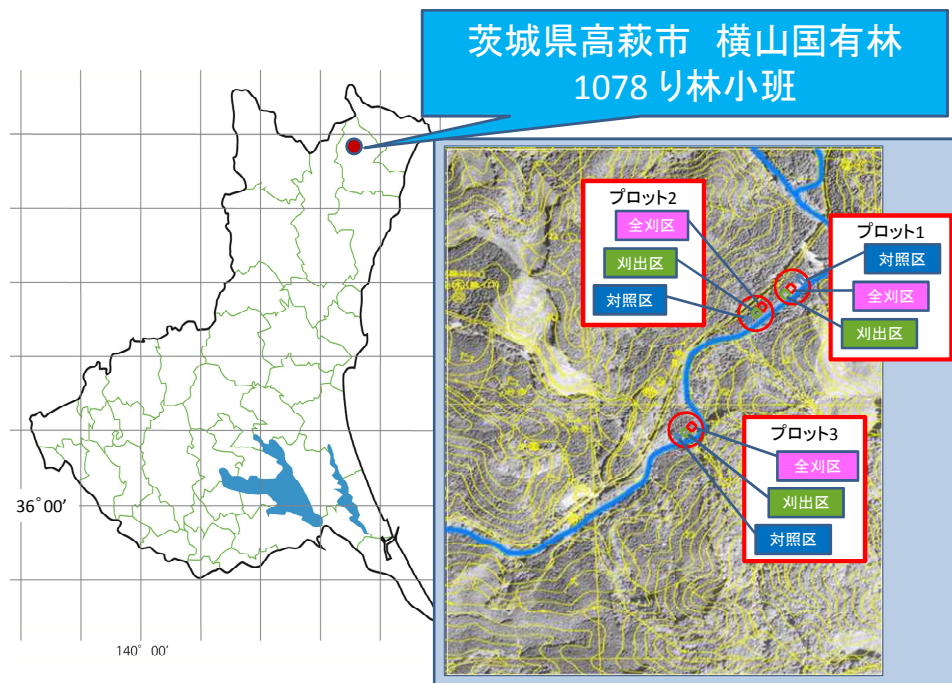 茨城県高萩市 横山国有林
1078 り林小班
プロット2
全刈区
刈出区
対照区
プロット1
対照区
全刈区
刈出区
プロット3
全刈区
刈出区
対照区
36°00′
140° 00′